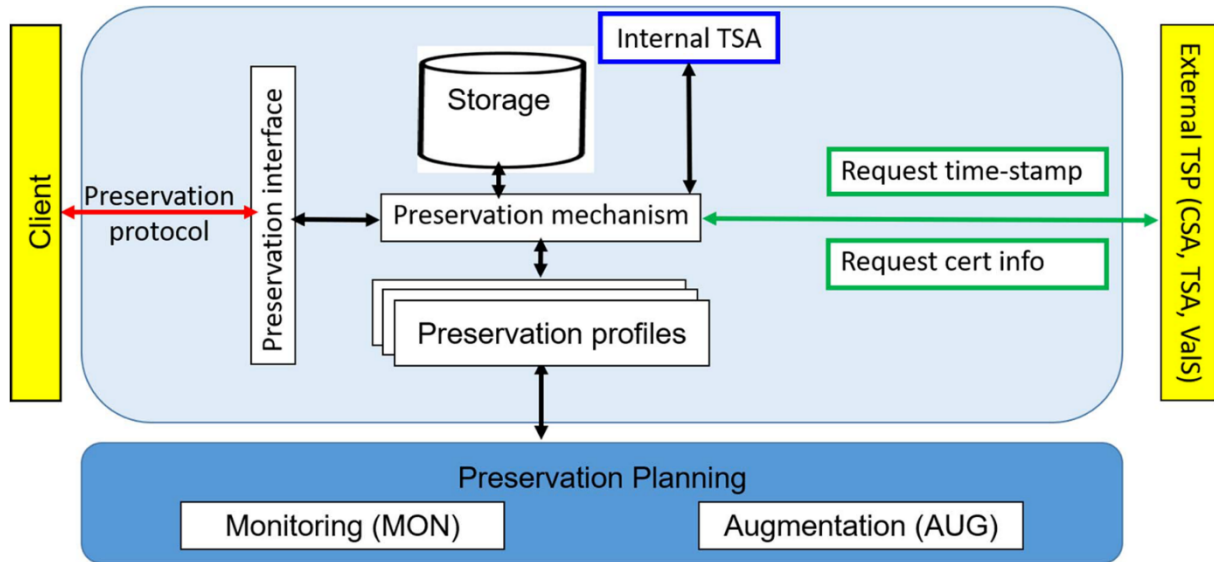 Internal TSA
Storage
Client
Preservation
protocol
Preservation interface
Preservation mechanism
Request time-stamp
Request cert info
External TSP (CSA, TSA, ValS)
Preservation profiles
Preservation Planning
Monitoring (MON)
Augmentation (AUG)